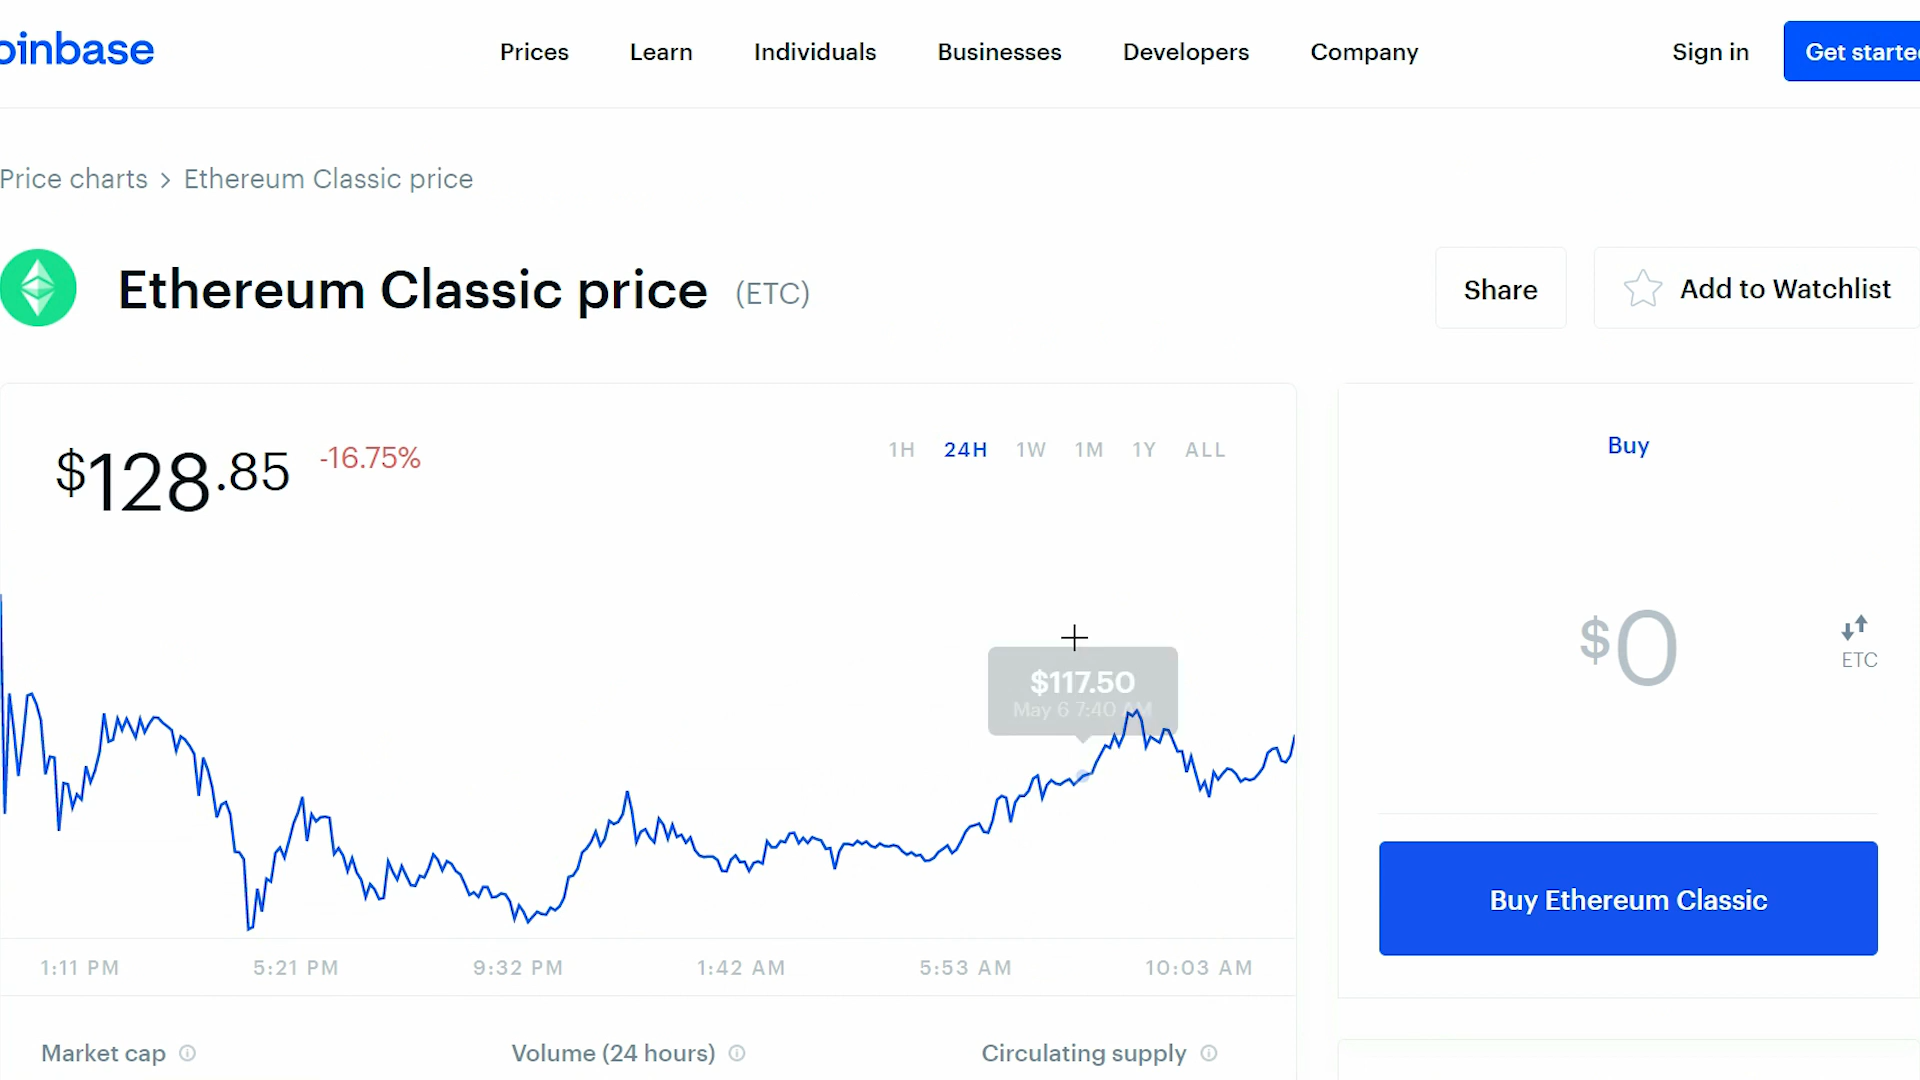 oinbase Prices Learn Individuals Businesses Developers Company Sign in Get starte
Price charts > Ethereum Classic price
Ethereum Classic price (ETC) Share Add to Watchlist
$128.85 -16.75% 1H 24H 1W 1M 1Y ALL Buy
$0 ETC
$117.50
May 6 7:40 AM
Buy Ethereum Classic
1:11 PM 5:21 PM 9:32 PM 1:42 AM 5:53 AM 10:03 AM
Market cap Volume (24 hours) Circulating supply